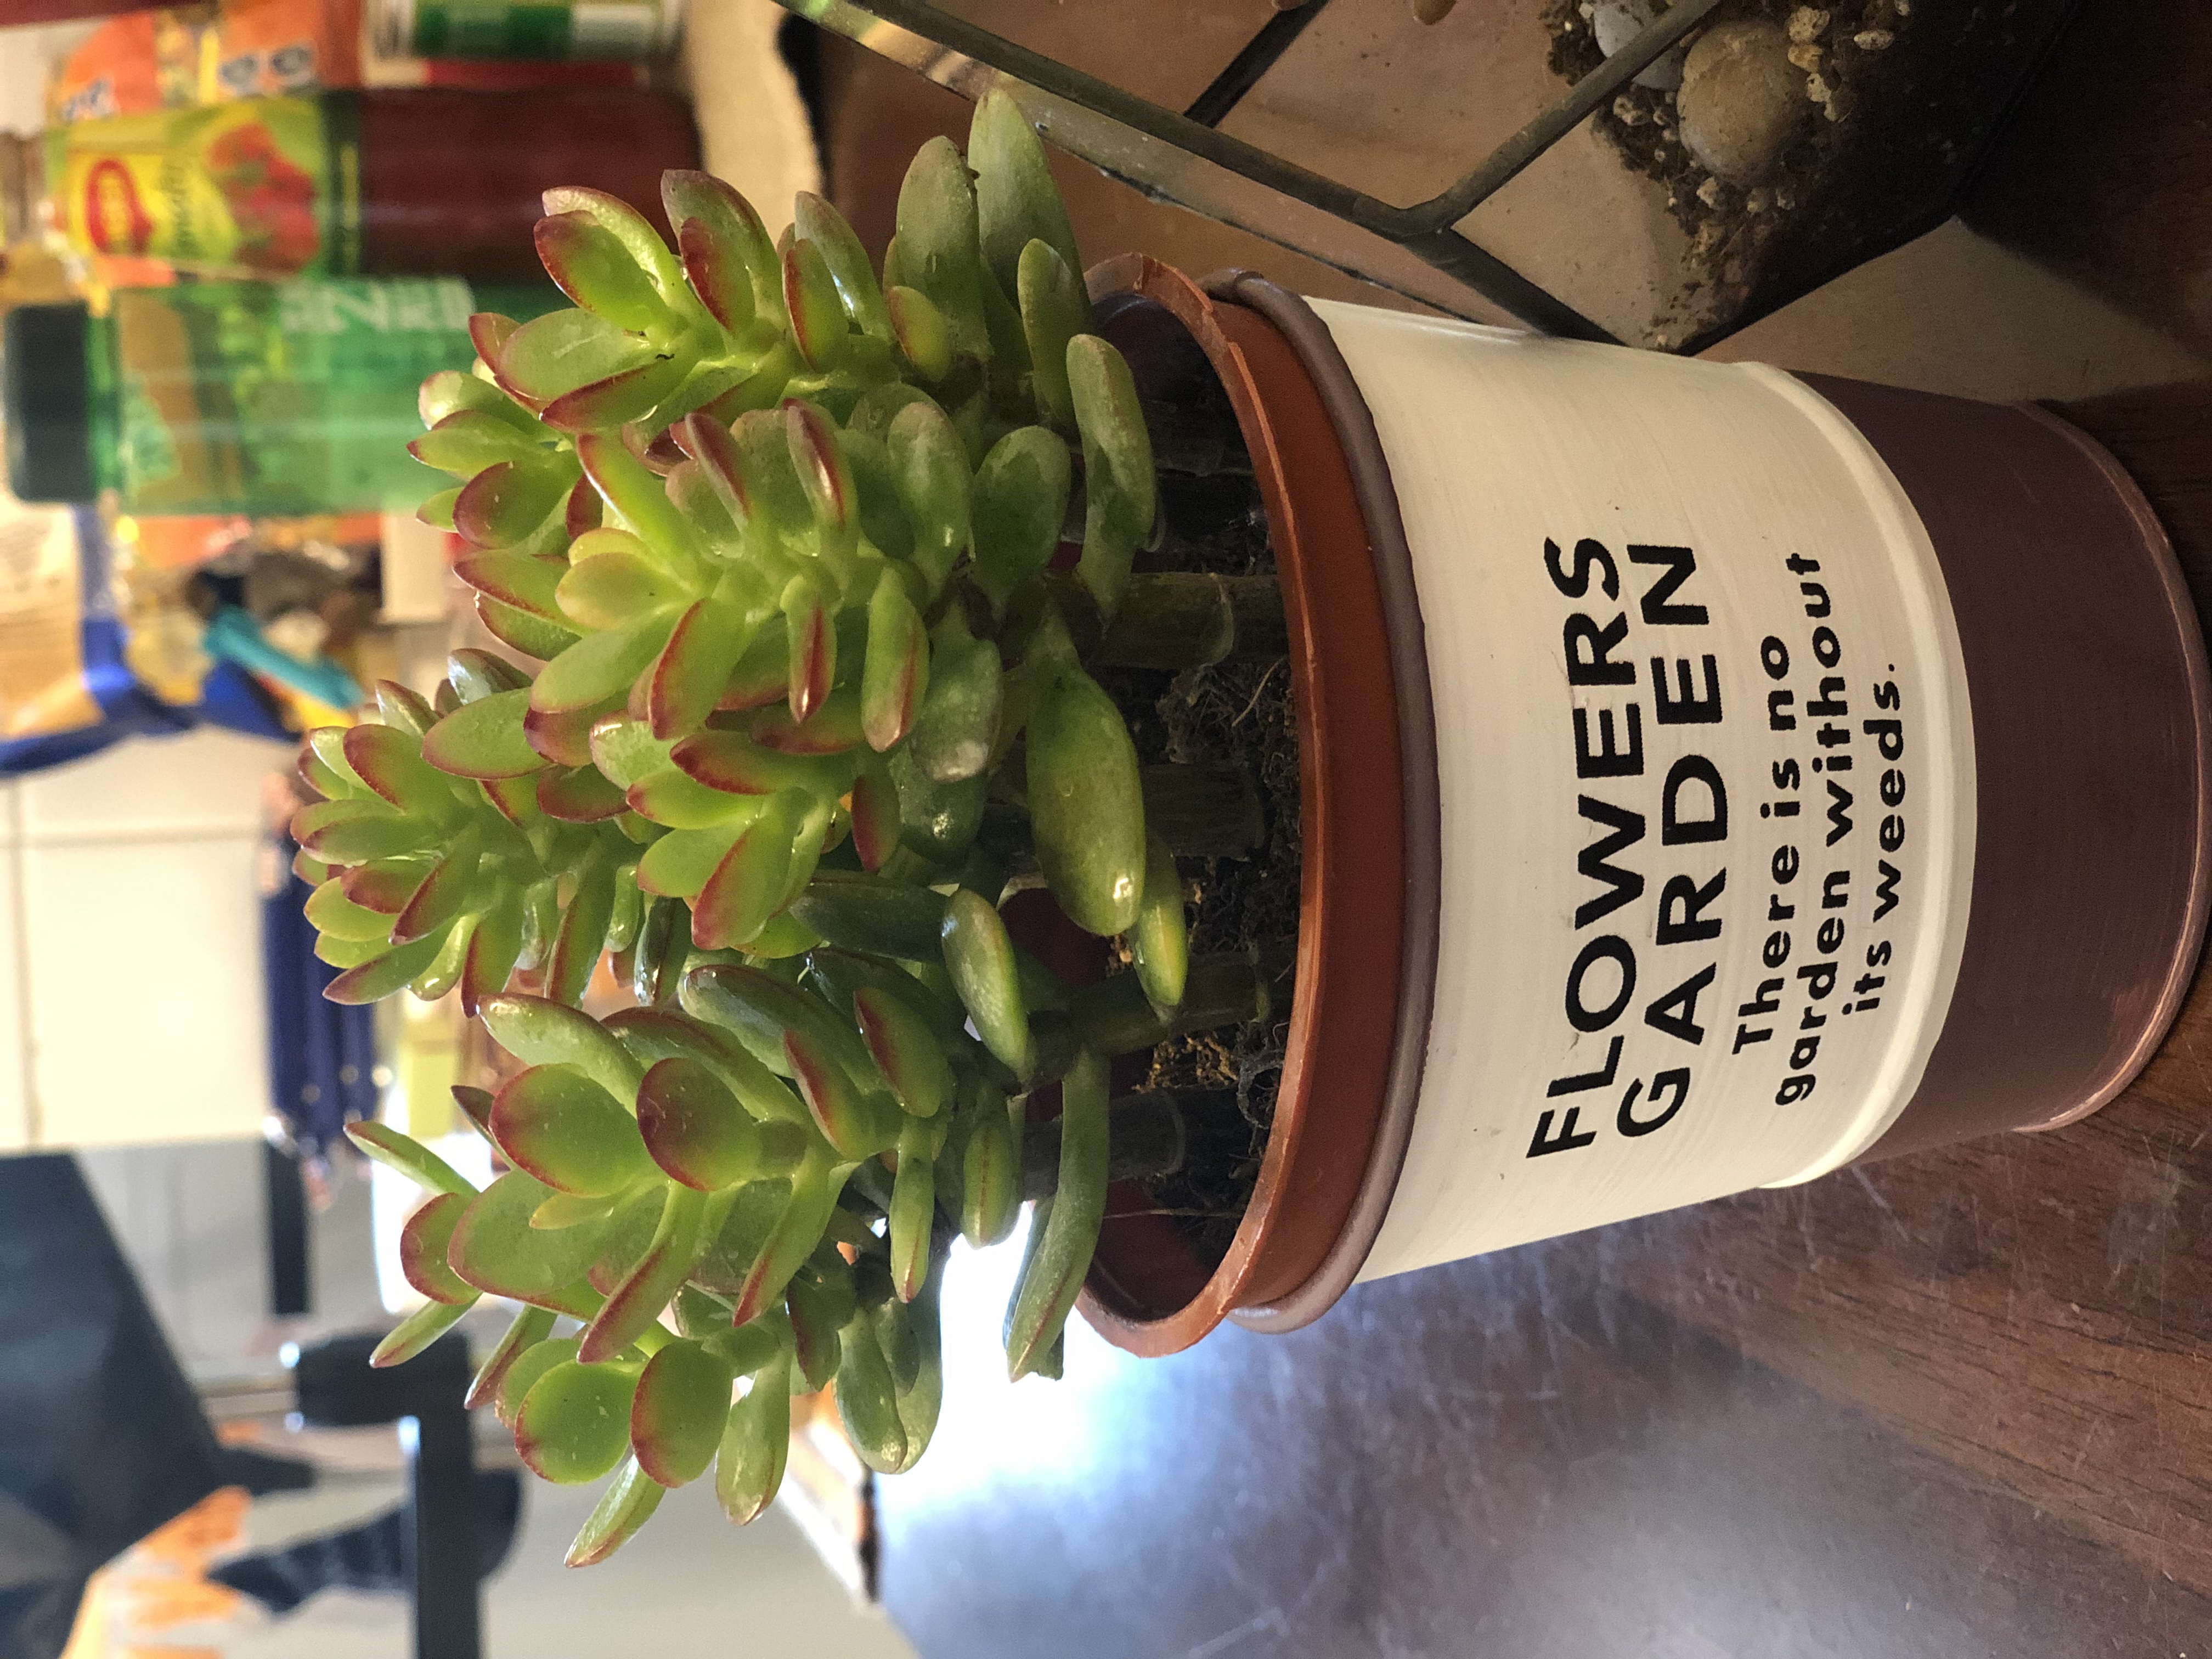 FLOWERS
GARDEN
There is no
garden without
its weeds.